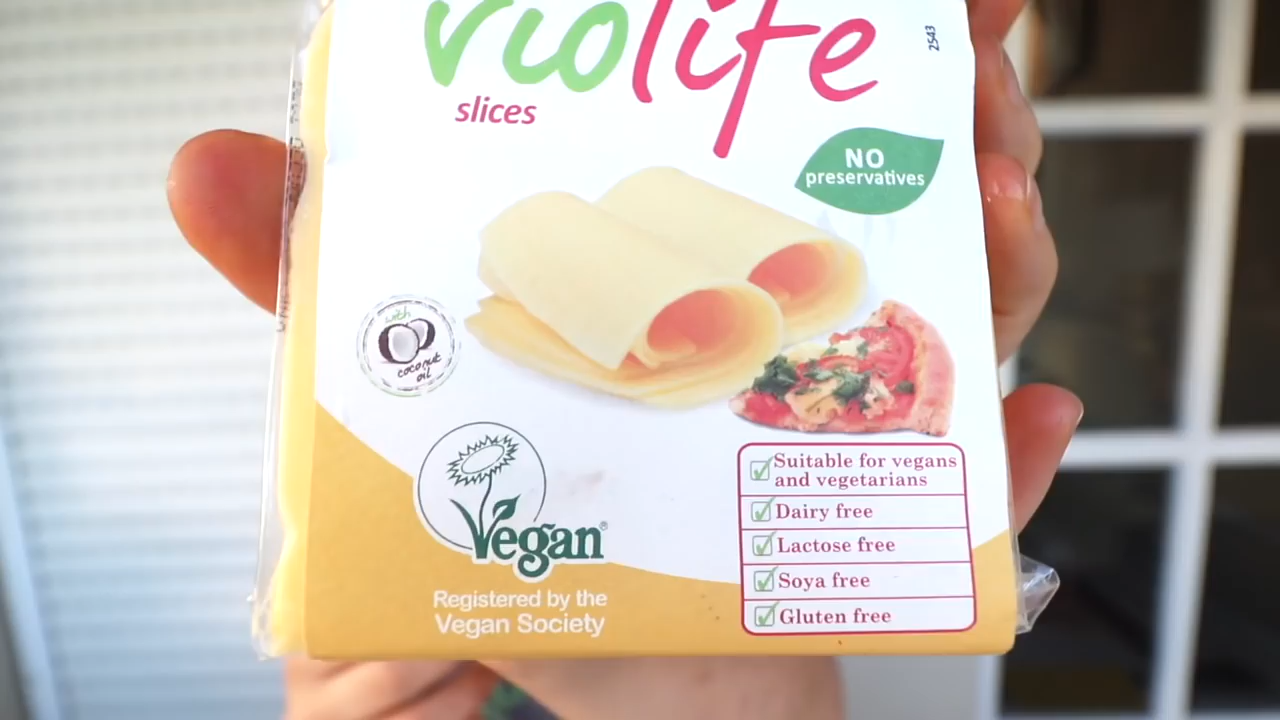 violife
2543
slices
NO
preservatives
with
coconut
oil
Suitable for vegans
and vegetarians
Dairy free
Lactose free
Soya free
Gluten free
Vegan®
Registered by the
Vegan Society